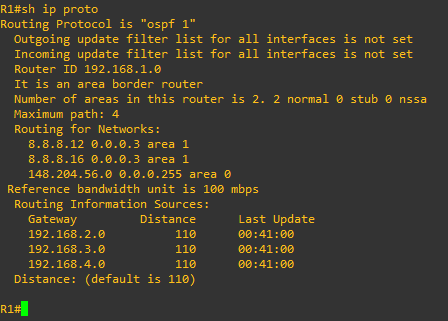 R1#sh ip proto
Routing Protocol is "ospf 1"
  Outgoing update filter list for all interfaces is not set
  Incoming update filter list for all interfaces is not set
  Router ID 192.168.1.0
  It is an area border router
  Number of areas in this router is 2. 2 normal 0 stub 0 nssa
  Maximum path: 4
  Routing for Networks:
    8.8.8.12 0.0.0.3 area 1
    8.8.8.16 0.0.0.3 area 1
    148.204.56.0 0.0.0.255 area 0
 Reference bandwidth unit is 100 mbps
  Routing Information Sources:
    Gateway         Distance      Last Update
    192.168.2.0          110      00:41:00
    192.168.3.0          110      00:41:00
    192.168.4.0          110      00:41:00
  Distance: (default is 110)
R1#